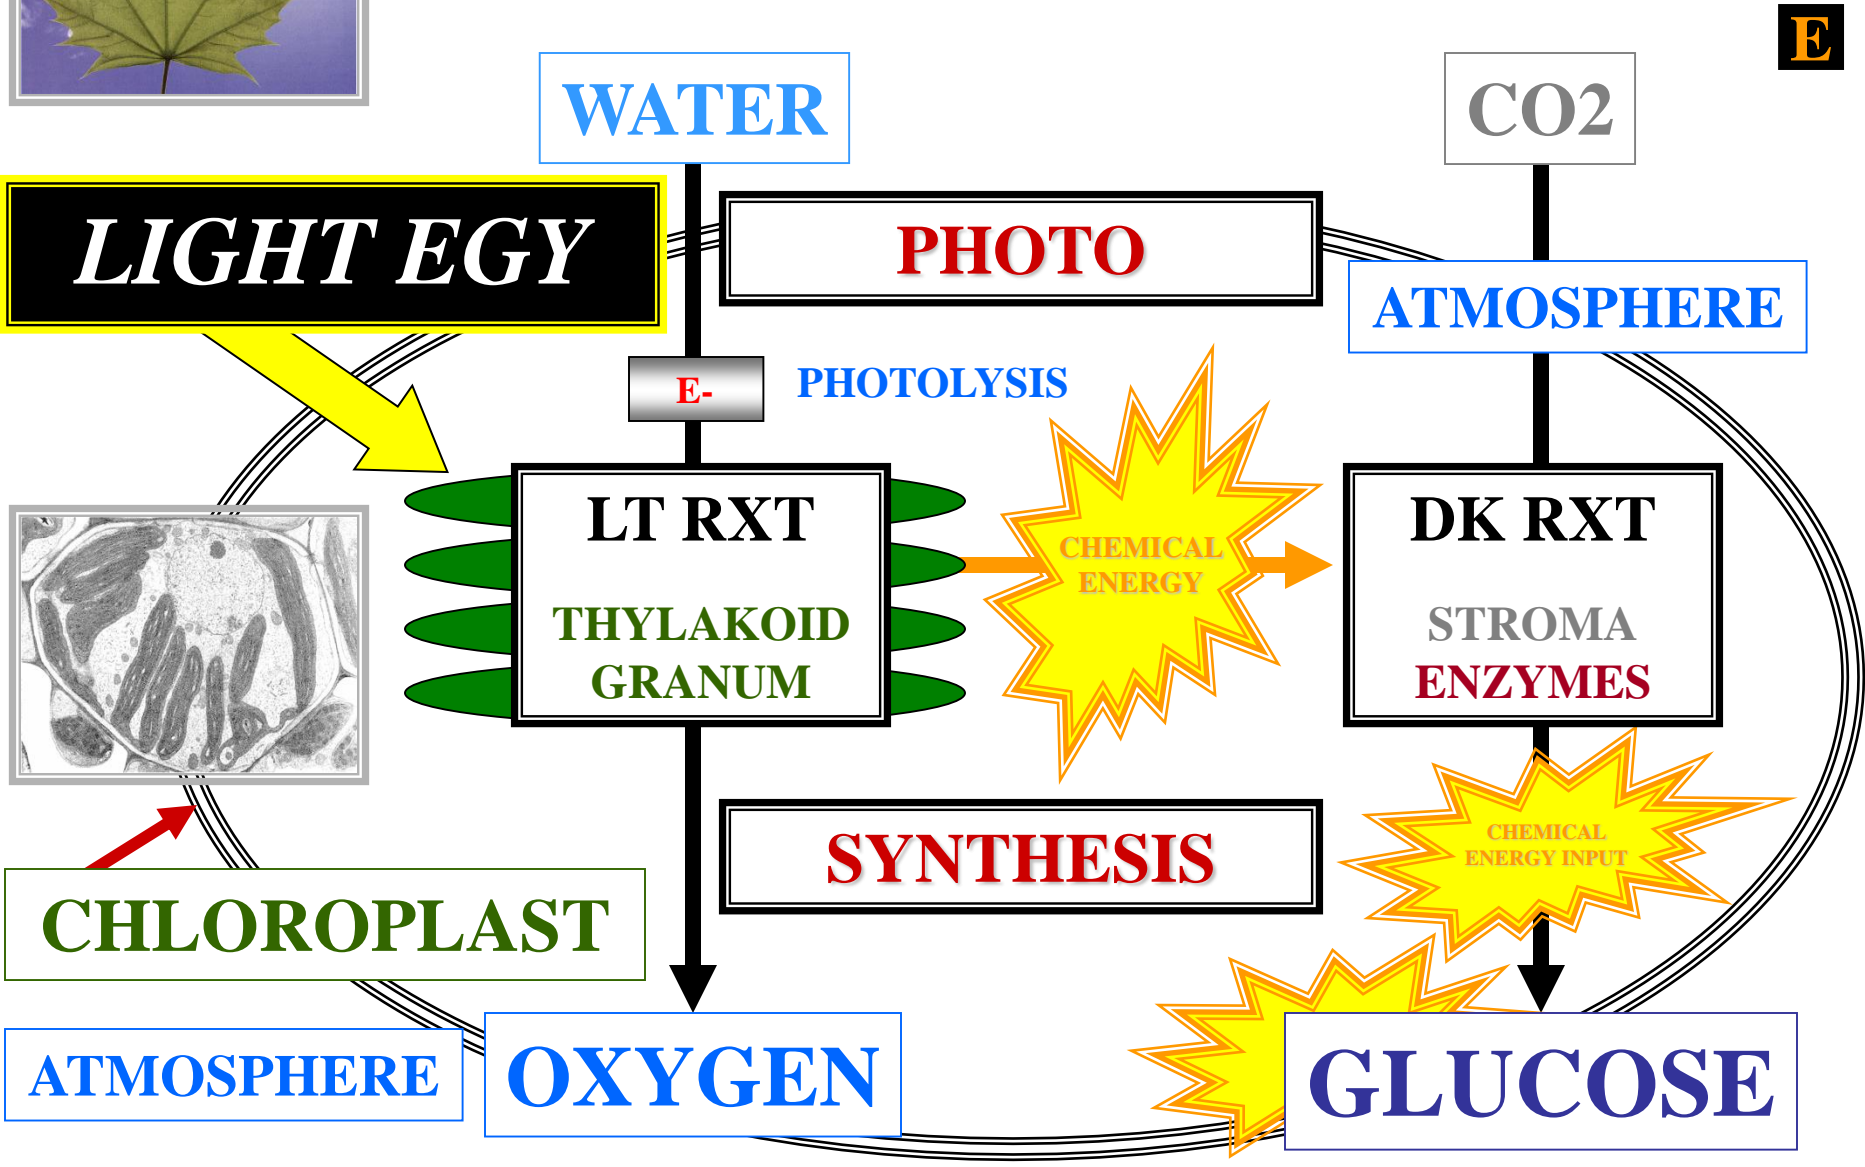 E
WATER
CO2
LIGHT EGY
PHOTO
ATMOSPHERE
E-
PHOTOLYSIS
LT RXT
THYLAKOID
GRANUM
CHEMICAL
ENERGY
DK RXT
STROMA
ENZYMES
SYNTHESIS
CHEMICAL
ENERGY INPUT
CHLOROPLAST
ATMOSPHERE
OXYGEN
GLUCOSE